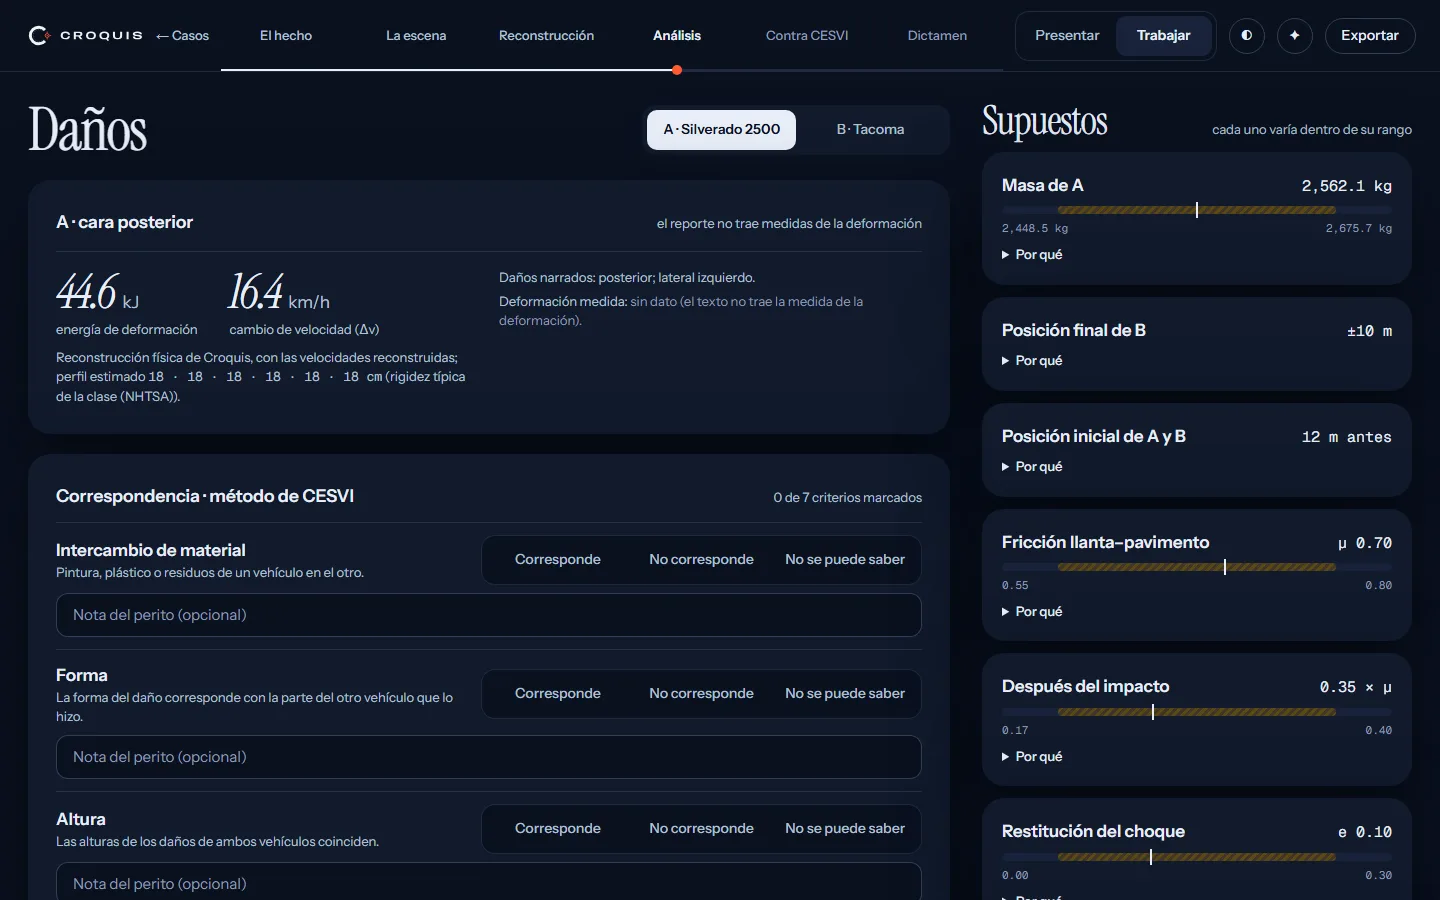 CROQUIS
← Casos
El hecho
La escena
Reconstrucción
Análisis
Contra CESVI
Dictamen
Presentar
Trabajar
Exportar
Daños
A · Silverado 2500
B · Tacoma
A · cara posterior
el reporte no trae medidas de la deformación
44.6 kJ
energía de deformación
16.4 km/h
cambio de velocidad (Δv)
Reconstrucción física de Croquis, con las velocidades reconstruidas;
perfil estimado 18 · 18 · 18 · 18 · 18 · 18 cm (rigidez típica
de la clase (NHTSA)).
Daños narrados: posterior; lateral izquierdo.
Deformación medida: sin dato (el texto no trae la medida de la
deformación).
Correspondencia · método de CESVI
0 de 7 criterios marcados
Intercambio de material
Pintura, plástico o residuos de un vehículo en el otro.
Corresponde
No corresponde
No se puede saber
Nota del perito (opcional)
Forma
La forma del daño corresponde con la parte del otro vehículo que lo
hizo.
Corresponde
No corresponde
No se puede saber
Nota del perito (opcional)
Altura
Las alturas de los daños de ambos vehículos coinciden.
Corresponde
No corresponde
No se puede saber
Nota del perito (opcional)
Supuestos
cada uno varía dentro de su rango
Masa de A
2,562.1 kg
2,448.5 kg
2,675.7 kg
Por qué
Posición final de B
±10 m
Por qué
Posición inicial de A y B
12 m antes
Por qué
Fricción llanta–pavimento
μ 0.70
0.55
0.80
Por qué
Después del impacto
0.35 × μ
0.17
0.40
Por qué
Restitución del choque
e 0.10
0.00
0.30
Por qué